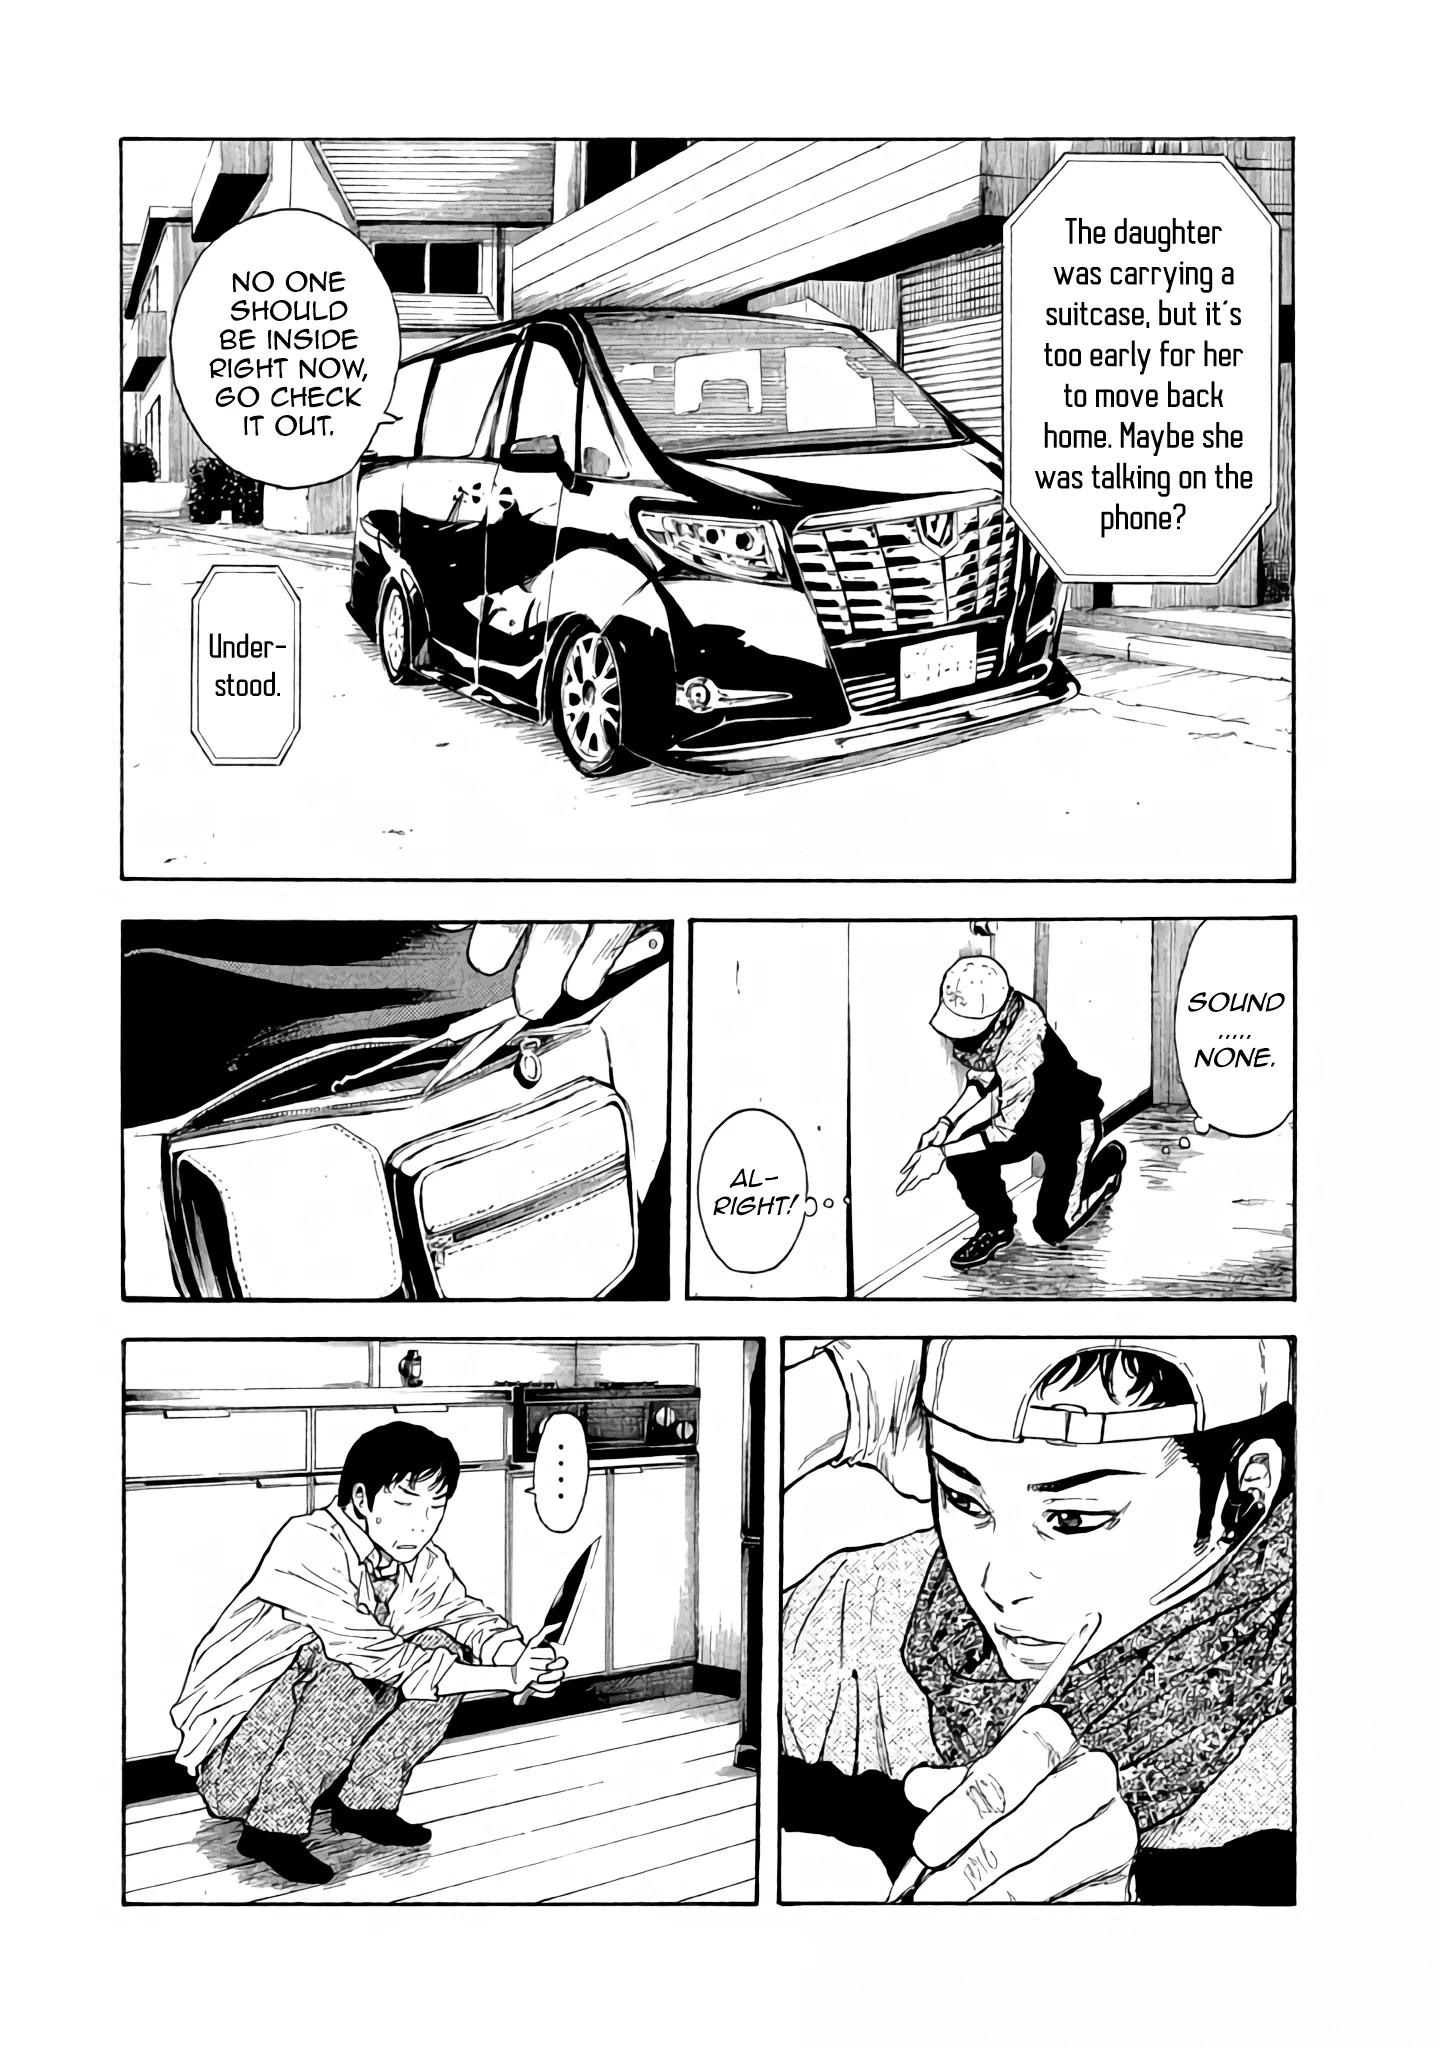 The daughter
was carrying a
suitcase, but it's
too early for her
to move back
home. Maybe she
was talking on the
phone?
NO ONE
SHOULD
BE INSIDE
RIGHT NOW,
GO CHECK
IT OUT.
Under-
stood.
SOUND
,,,,,
NONE.
AL-
RIGHT!
.....